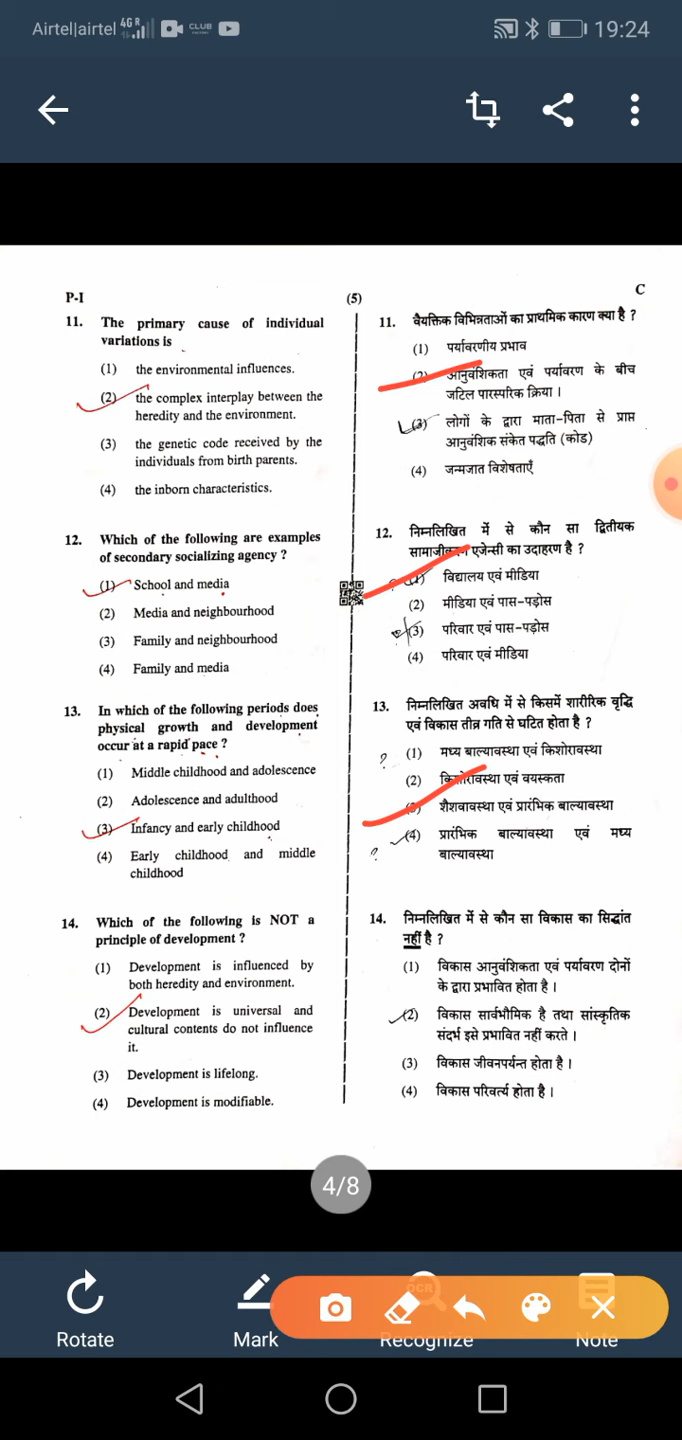 Airtel|airtel 4G R CLUB 19:24
P-I (5) C
11. The primary cause of individual
variations is
(1) the environmental influences.
(2) the complex interplay between the
heredity and the environment.
(3) the genetic code received by the
individuals from birth parents.
(4) the inborn characteristics.
12. Which of the following are examples
of secondary socializing agency ?
(1) School and media
(2) Media and neighbourhood
(3) Family and neighbourhood
(4) Family and media
13. In which of the following periods does
physical growth and development
occur at a rapid pace ?
(1) Middle childhood and adolescence
(2) Adolescence and adulthood
(3) Infancy and early childhood
(4) Early childhood and middle
childhood
14. Which of the following is NOT a
principle of development ?
(1) Development is influenced by
both heredity and environment.
(2) Development is universal and
cultural contents do not influence
it.
(3) Development is lifelong.
(4) Development is modifiable.
11. वैयक्तिक विभिन्नताओं का प्राथमिक कारण क्या है ?
(1) पर्यावरणीय प्रभाव
(2) आनुवंशिकता एवं पर्यावरण के बीच
जटिल पारस्परिक क्रिया ।
(3) लोगों के द्वारा माता-पिता से प्राप्त
आनुवंशिक संकेत पद्धति (कोड)
(4) जन्मजात विशेषताएँ
12. निम्नलिखित में से कौन सा द्वितीयक
सामाजीकरण एजेन्सी का उदाहरण है ?
(1) विद्यालय एवं मीडिया
(2) मीडिया एवं पास-पड़ोस
(3) परिवार एवं पास-पड़ोस
(4) परिवार एवं मीडिया
13. निम्नलिखित अवधि में से किसमें शारीरिक वृद्धि
एवं विकास तीव्र गति से घटित होता है ?
? (1) मध्य बाल्यावस्था एवं किशोरावस्था
(2) किशोरावस्था एवं वयस्कता
(3) शैशवावस्था एवं प्रारंभिक बाल्यावस्था
(4) प्रारंभिक बाल्यावस्था एवं मध्य
? बाल्यावस्था
14. निम्नलिखित में से कौन सा विकास का सिद्धांत
नहीं है ?
(1) विकास आनुवंशिकता एवं पर्यावरण दोनों
के द्वारा प्रभावित होता है ।
(2) विकास सार्वभौमिक है तथा सांस्कृतिक
संदर्भ इसे प्रभावित नहीं करते ।
(3) विकास जीवनपर्यन्त होता है ।
(4) विकास परिवर्त्य होता है ।
4/8
Rotate Mark Recognize Note